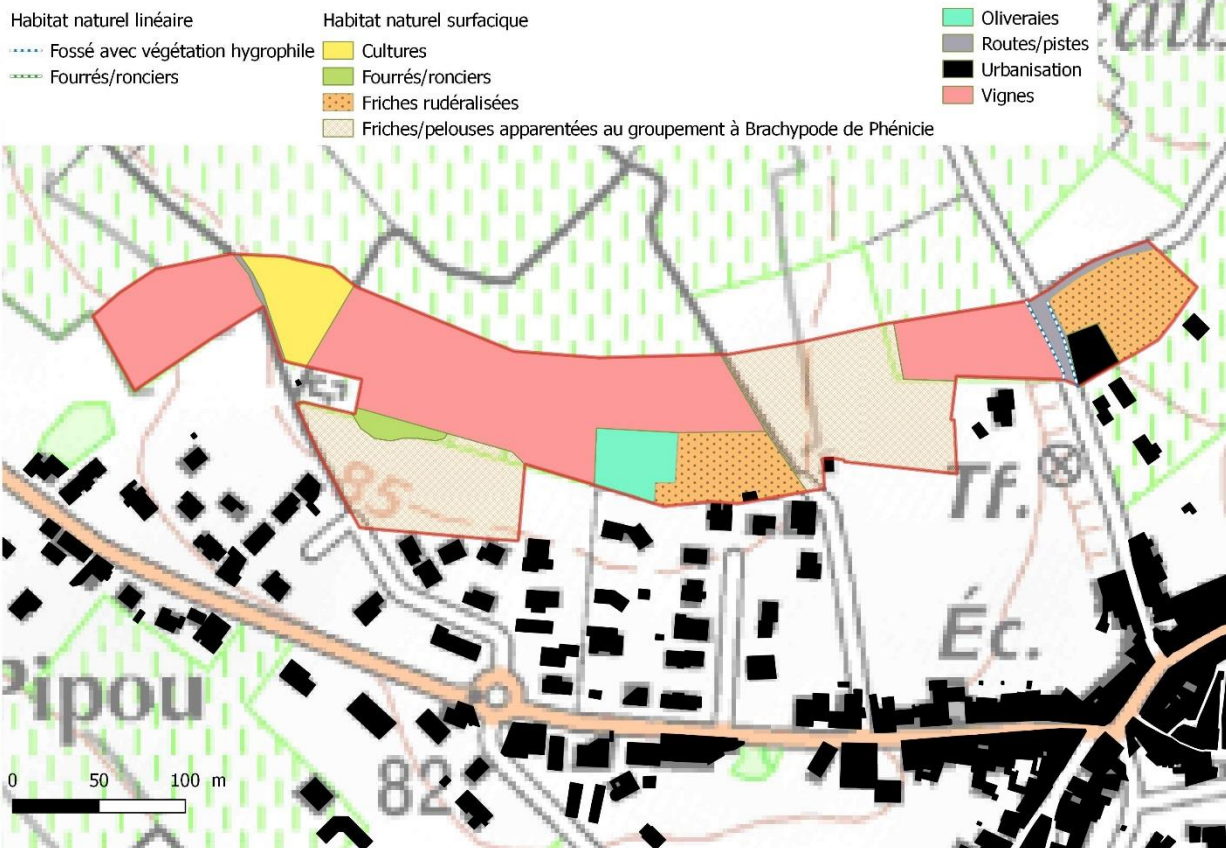 Habitat naturel linéaire
Fossé avec végétation hygrophile
Fourrés/ronciers
Habitat naturel surfacique
Cultures
Fourrés/ronciers
Friches rudéralisées
Friches/pelouses apparentées au groupement à Brachypode de Phénicie
Oliveraies
Routes/pistes
Urbanisation
Vignes
85
Tf.
Éc.
Pipou
82
0 50 100 m